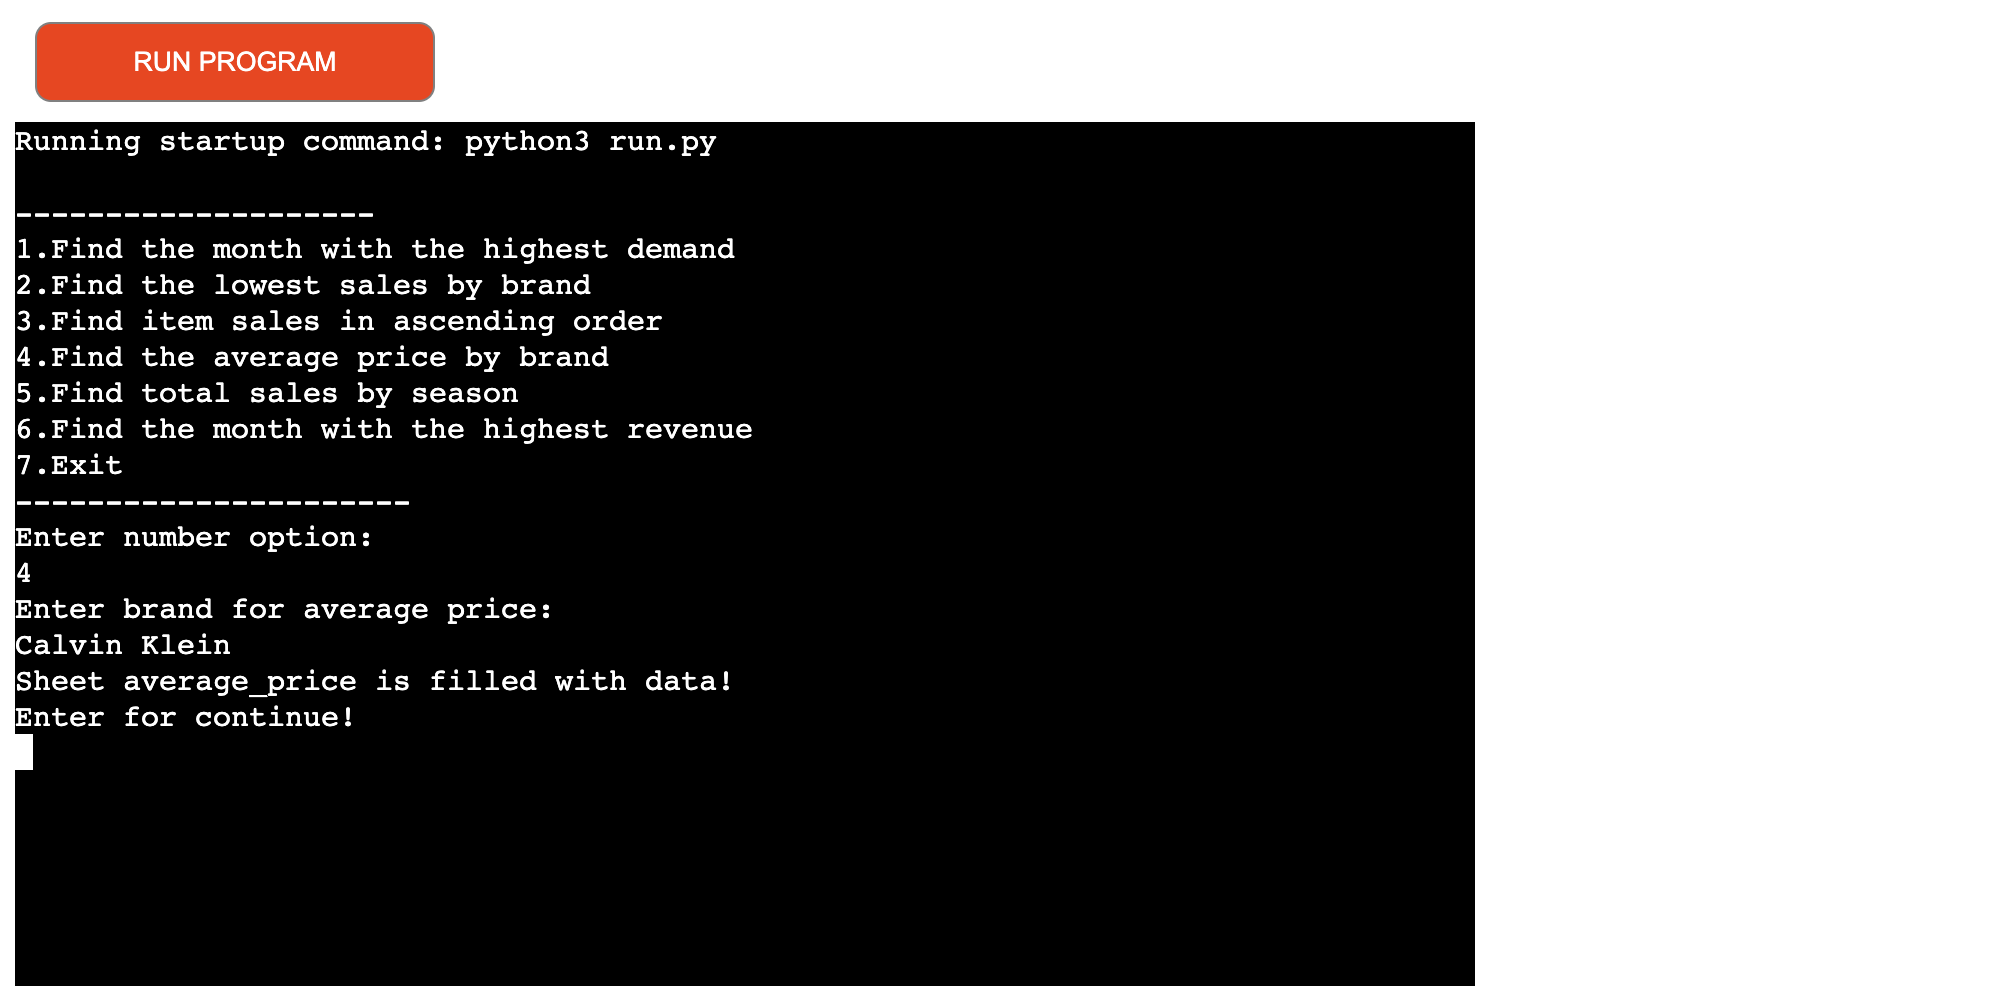 RUN PROGRAM
Running startup command: python3 run.py
--------------------
1.Find the month with the highest demand
2.Find the lowest sales by brand
3.Find item sales in ascending order
4.Find the average price by brand
5.Find total sales by season
6.Find the month with the highest revenue
7.Exit
----------------------
Enter number option:
4
Enter brand for average price:
Calvin Klein
Sheet average_price is filled with data!
Enter for continue!